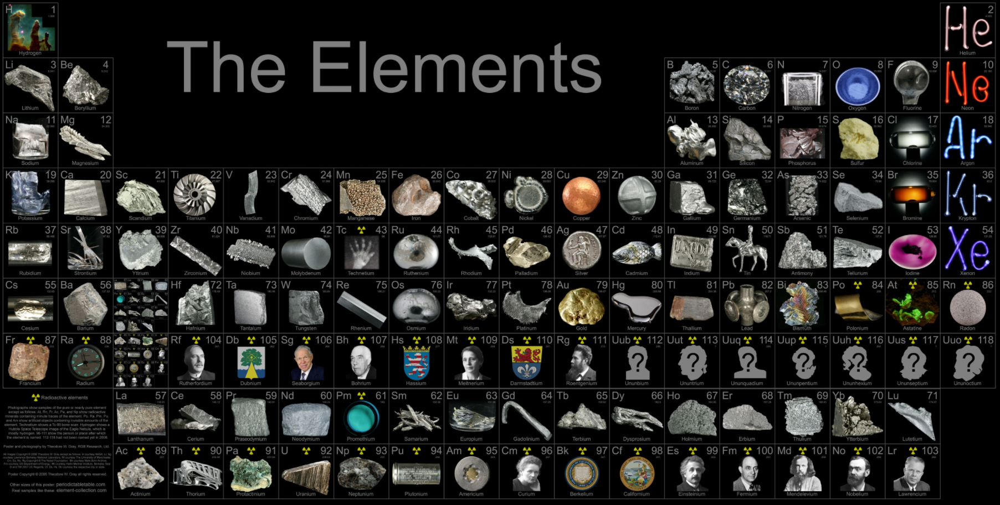 H 1
Hydrogen
He 2
Helium
The Elements
Li 3
Lithium
Be 4
Beryllium
B 5
Boron
C 6
Carbon
N 7
Nitrogen
O 8
Oxygen
F 9
Fluorine
Ne 10
Neon
Na 11
Sodium
Mg 12
Magnesium
Al 13
Aluminum
Si 14
Silicon
P 15
Phosphorus
S 16
Sulfur
Cl 17
Chlorine
Ar 18
Argon
K 19
Potassium
Ca 20
Calcium
Sc 21
Scandium
Ti 22
Titanium
V 23
Vanadium
Cr 24
Chromium
Mn 25
Manganese
Fe 26
Iron
Co 27
Cobalt
Ni 28
Nickel
Cu 29
Copper
Zn 30
Zinc
Ga 31
Gallium
Ge 32
Germanium
As 33
Arsenic
Se 34
Selenium
Br 35
Bromine
Kr 36
Krypton
Rb 37
Rubidium
Sr 38
Strontium
Y 39
Yttrium
Zr 40
Zirconium
Nb 41
Niobium
Mo 42
Molybdenum
Tc 43
Technetium
Ru 44
Ruthenium
Rh 45
Rhodium
Pd 46
Palladium
Ag 47
Silver
Cd 48
Cadmium
In 49
Indium
Sn 50
Tin
Sb 51
Antimony
Te 52
Tellurium
I 53
Iodine
Xe 54
Xenon
Cs 55
Cesium
Ba 56
Barium
Hf 72
Hafnium
Ta 73
Tantalum
W 74
Tungsten
Re 75
Rhenium
Os 76
Osmium
Ir 77
Iridium
Pt 78
Platinum
Au 79
Gold
Hg 80
Mercury
Tl 81
Thallium
Pb 82
Lead
Bi 83
Bismuth
Po 84
Polonium
At 85
Astatine
Rn 86
Radon
Fr 87
Francium
Ra 88
Radium
Rf 104
Rutherfordium
Db 105
Dubnium
Sg 106
Seaborgium
Bh 107
Bohrium
Hs 108
Hassium
Mt 109
Meitnerium
Ds 110
Darmstadtium
Rg 111
Roentgenium
Uub 112
Ununbium
Uut 113
Ununtrium
Uuq 114
Ununquadium
Uup 115
Ununpentium
Uuh 116
Ununhexium
Uus 117
Ununseptium
Uuo 118
Ununoctium
La 57
Lanthanum
Ce 58
Cerium
Pr 59
Praseodymium
Nd 60
Neodymium
Pm 61
Promethium
Sm 62
Samarium
Eu 63
Europium
Gd 64
Gadolinium
Tb 65
Terbium
Dy 66
Dysprosium
Ho 67
Holmium
Er 68
Erbium
Tm 69
Thulium
Yb 70
Ytterbium
Lu 71
Lutetium
Ac 89
Actinium
Th 90
Thorium
Pa 91
Protactinium
U 92
Uranium
Np 93
Neptunium
Pu 94
Plutonium
Am 95
Americium
Cm 96
Curium
Bk 97
Berkelium
Cf 98
Californium
Es 99
Einsteinium
Fm 100
Fermium
Md 101
Mendelevium
No 102
Nobelium
Lr 103
Lawrencium
Radioactive elements
Photographs show samples of the pure or nearly pure element
except as follows: At, Rn, Fr, Ac, Pa, and Np show radioactive
minerals containing minute traces of the element. Po, Ra, Pm, Pu,
and Am show artificial objects containing invisible amounts of the
element. Technetium shows a Tc-99 bone scan. Hydrogen shows a
Hubble Space Telescope image of the Eagle Nebula, which is
mostly hydrogen. 96-111 show the person or place after which
the element is named. 112-118 had not been named yet in 2006.
Poster and photography by Theodore W. Gray, RGB Research, Ltd.
Poster Copyright © 2006 Theodore W. Gray all rights reserved.
Other sizes of this poster: periodictabletable.com
Real samples like these: element-collection.com